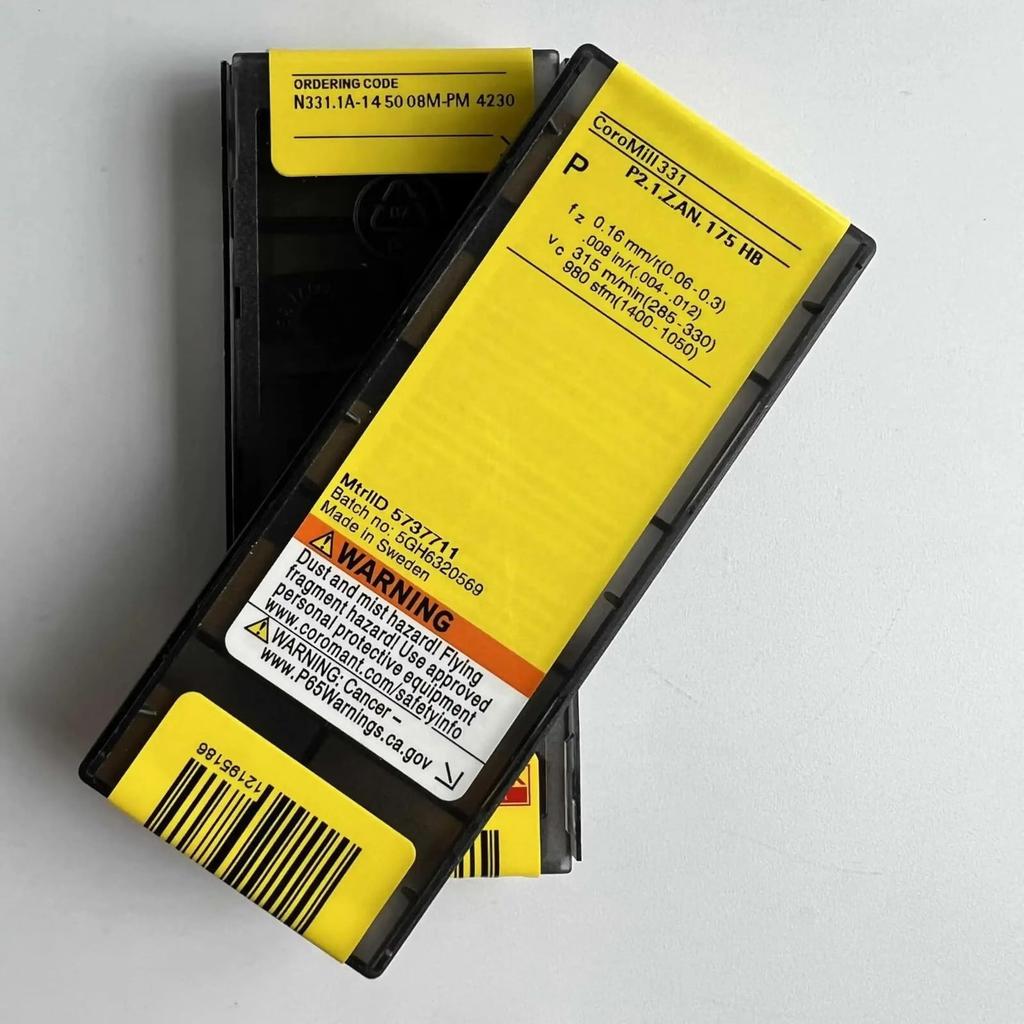 ORDERING CODE
N331.1A-14 50 08M-PM 4230
CoroMill 331
P
P2.1.Z.AN, 175 HB
fz 0.16 mm/r(0.06-0.3)
.008 in/r(.004-.012)
vc 315 m/min(285-330)
980 sfm(1400-1050)
MtrlID 5737711
Batch no: 5GH6320569
Made in Sweden
WARNING
Dust and mist hazard! Flying
fragment hazard! Use approved
personal protective equipment
www.coromant.com/safetyinfo
WARNING: Cancer –
www.P65Warnings.ca.gov
12195186